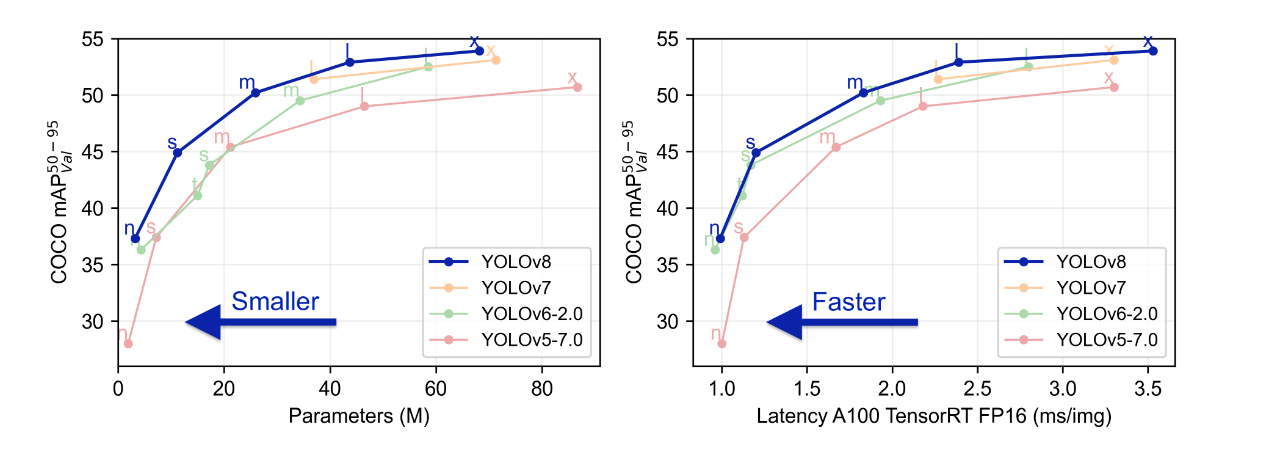 55
50
45
40
35
30
COCO mAP50 - 95 Val
n
s
m
l
x
l
x
n
t
s
m
l
n
s
m
l
x
Smaller
YOLOv8
YOLOv7
YOLOv6-2.0
YOLOv5-7.0
0 20 40 60 80
Parameters (M)
55
50
45
40
35
30
COCO mAP50 - 95 Val
n
s
m
l
x
l
x
n
t
s
m
l
n
s
m
l
x
Faster
YOLOv8
YOLOv7
YOLOv6-2.0
YOLOv5-7.0
1.0 1.5 2.0 2.5 3.0 3.5
Latency A100 TensorRT FP16 (ms/img)